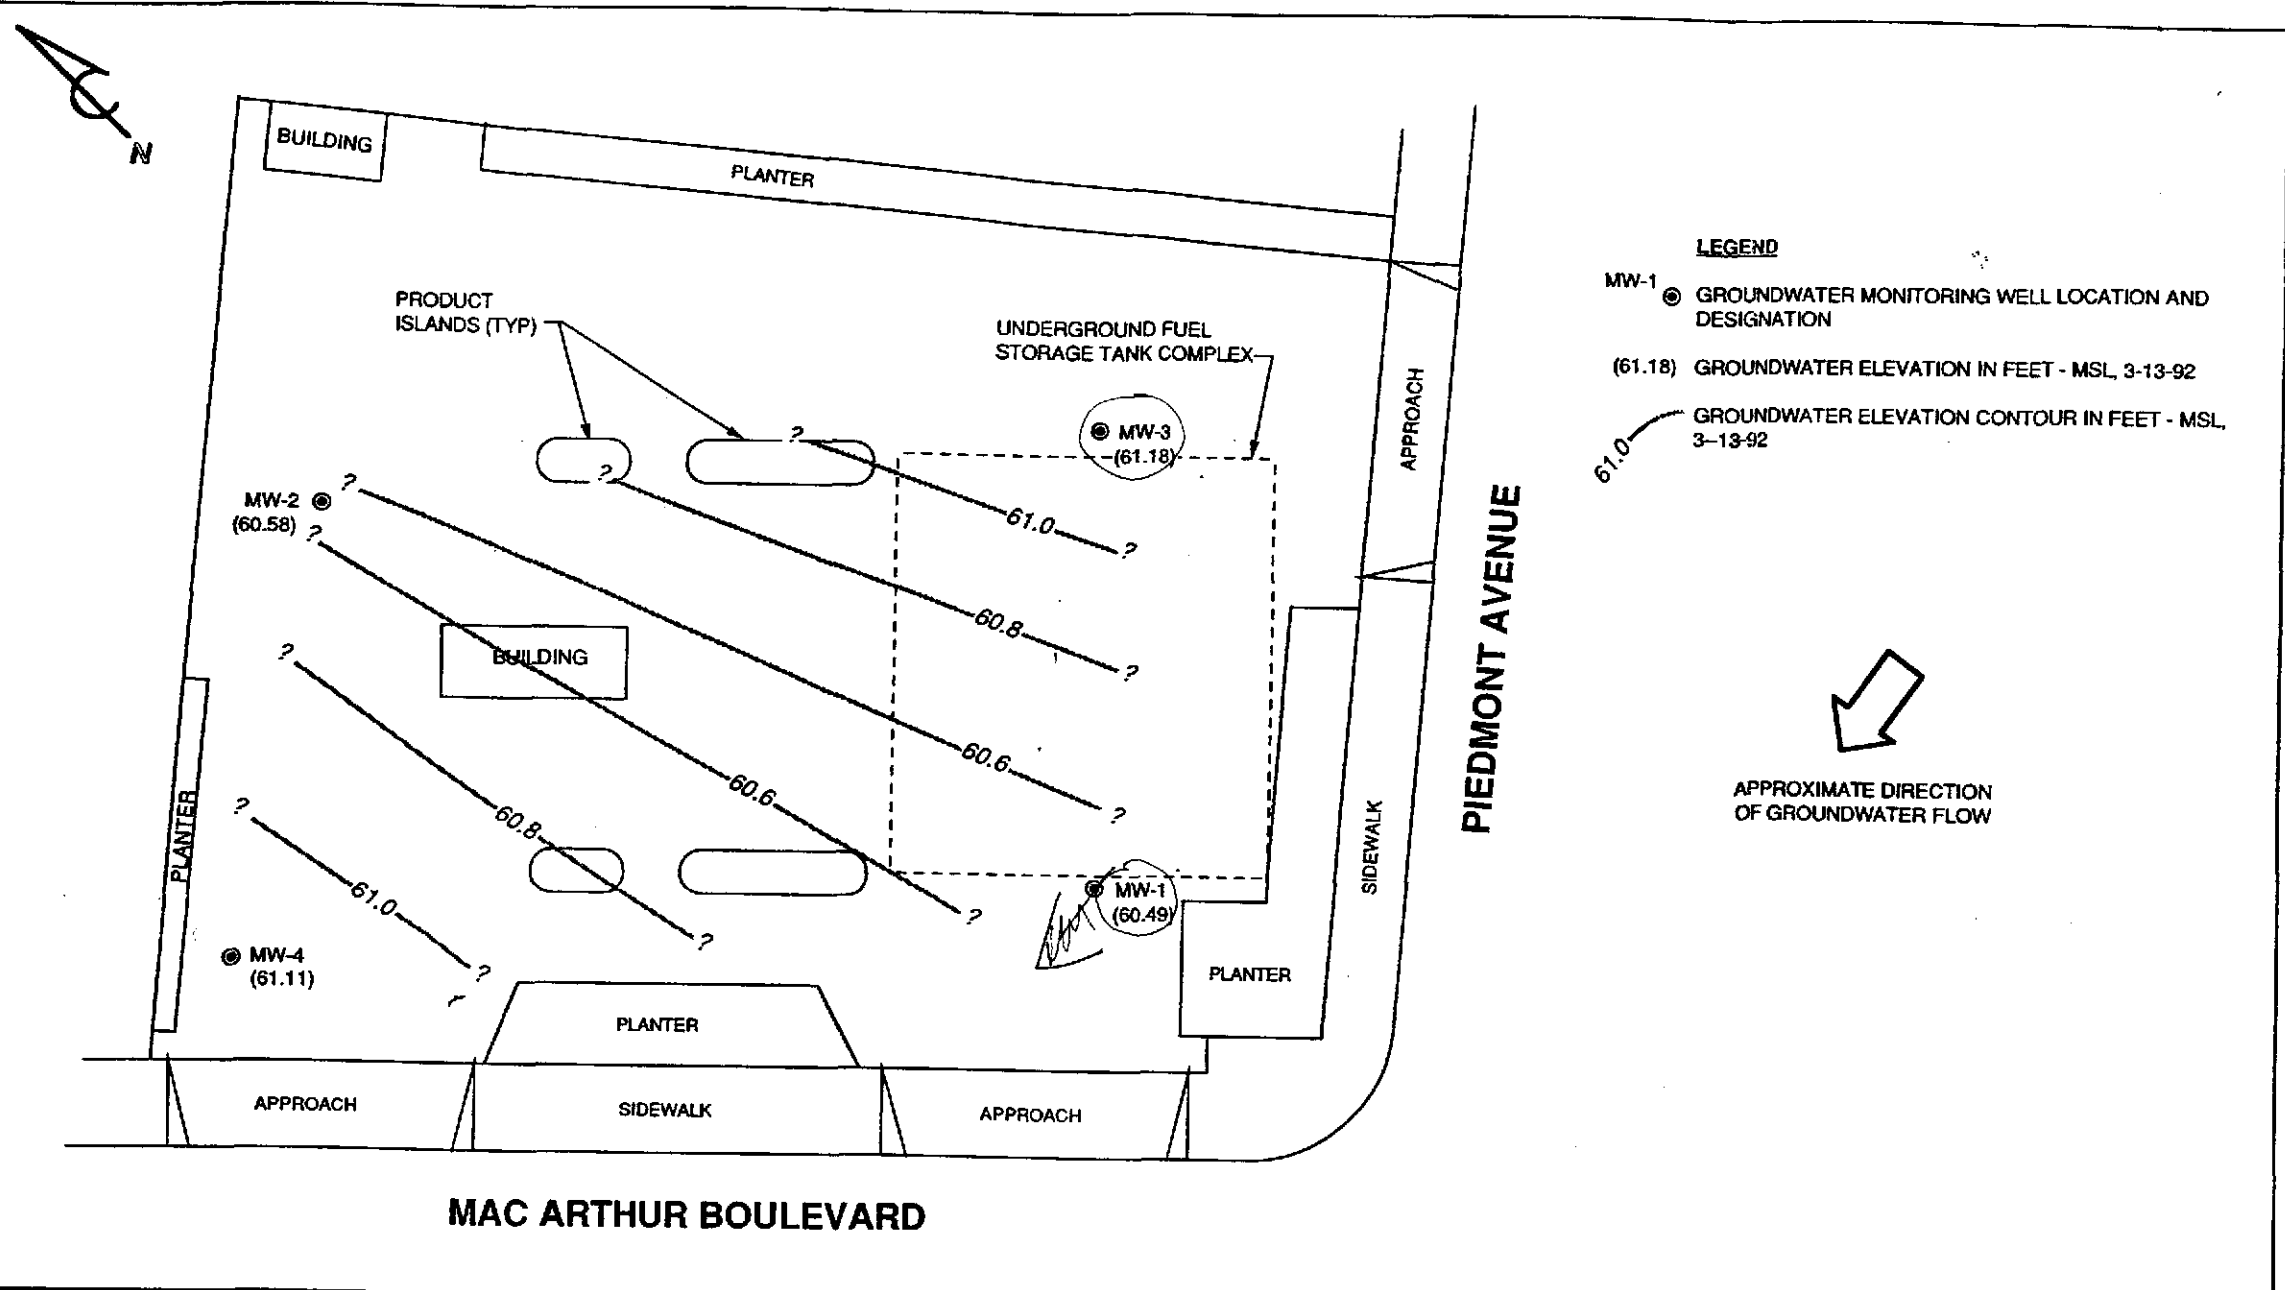 N
BUILDING
PLANTER
PRODUCT
ISLANDS (TYP)
UNDERGROUND FUEL
STORAGE TANK COMPLEX
MW-3
(61.18)
?
?
MW-2
(60.58)
?
?
61.0
?
60.8
?
BUILDING
?
60.6
?
60.6
?
60.8
?
?
61.0
?
?
MW-1
(60.49)
MW-4
(61.11)
PLANTER
PLANTER
PLANTER
APPROACH
SIDEWALK
APPROACH
SIDEWALK
APPROACH
PIEDMONT AVENUE
MAC ARTHUR BOULEVARD
LEGEND
MW-1
GROUNDWATER MONITORING WELL LOCATION AND
DESIGNATION
(61.18) GROUNDWATER ELEVATION IN FEET - MSL, 3-13-92
61.0
GROUNDWATER ELEVATION CONTOUR IN FEET - MSL,
3-13-92
APPROXIMATE DIRECTION
OF GROUNDWATER FLOW